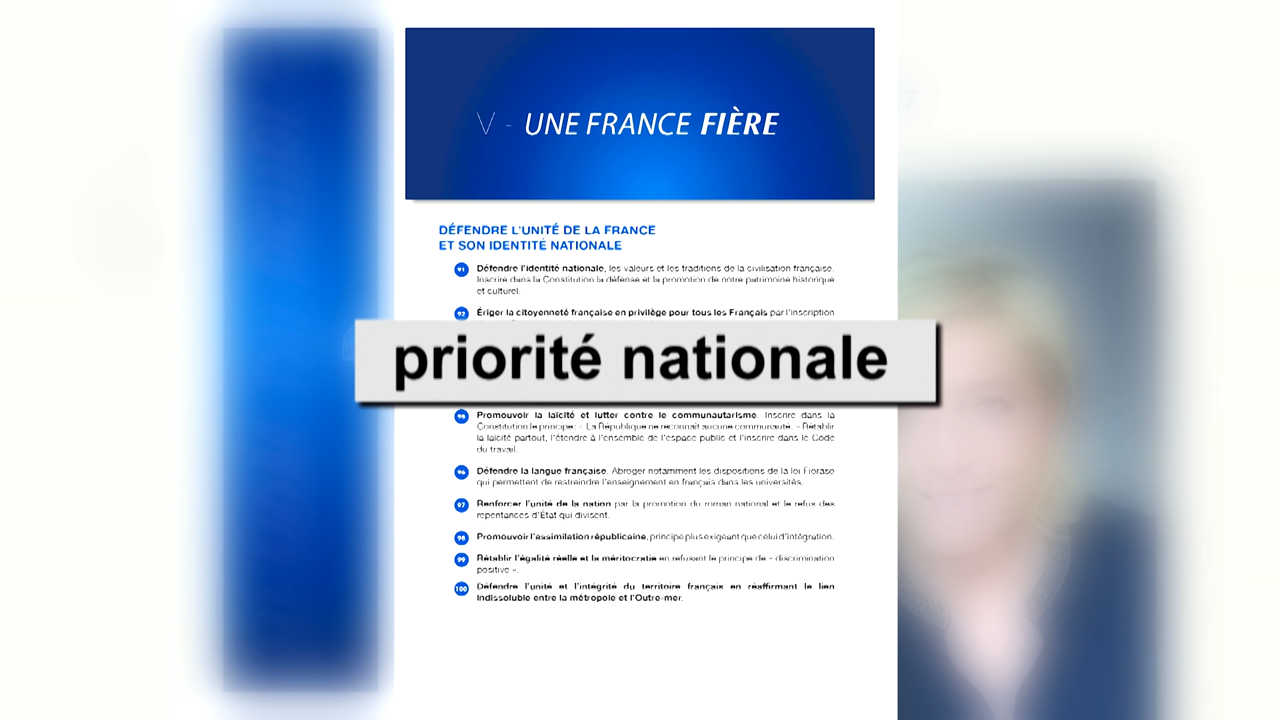 V - UNE FRANCE FIÈRE
DÉFENDRE L'UNITÉ DE LA FRANCE
ET SON IDENTITÉ NATIONALE
91 Défendre l'identité nationale, les valeurs et les traditions de la civilisation française.
Inscrire dans la Constitution la défense et la promotion de notre patrimoine historique
et culturel.
92 Ériger la citoyenneté française en privilège pour tous les Français par l'inscription
priorité nationale
95 Promouvoir la laïcité et lutter contre le communautarisme. Inscrire dans la
Constitution le principe : « La République ne reconnaît aucune communauté. » Rétablir
la laïcité partout, l'étendre à l'ensemble de l'espace public et l'inscrire dans le Code
du travail.
96 Défendre la langue française. Abroger notamment les dispositions de la loi Fioraso
qui permettent de restreindre l'enseignement en français dans les universités.
97 Renforcer l'unité de la nation par la promotion du roman national et le refus des
repentances d'État qui divisent.
98 Promouvoir l'assimilation républicaine, principe plus exigeant que celui d'intégration.
99 Rétablir l'égalité réelle et la méritocratie en refusant le principe de « discrimination
positive ».
100 Défendre l'unité et l'intégrité du territoire français en réaffirmant le lien
indissoluble entre la métropole et l'Outre-mer.